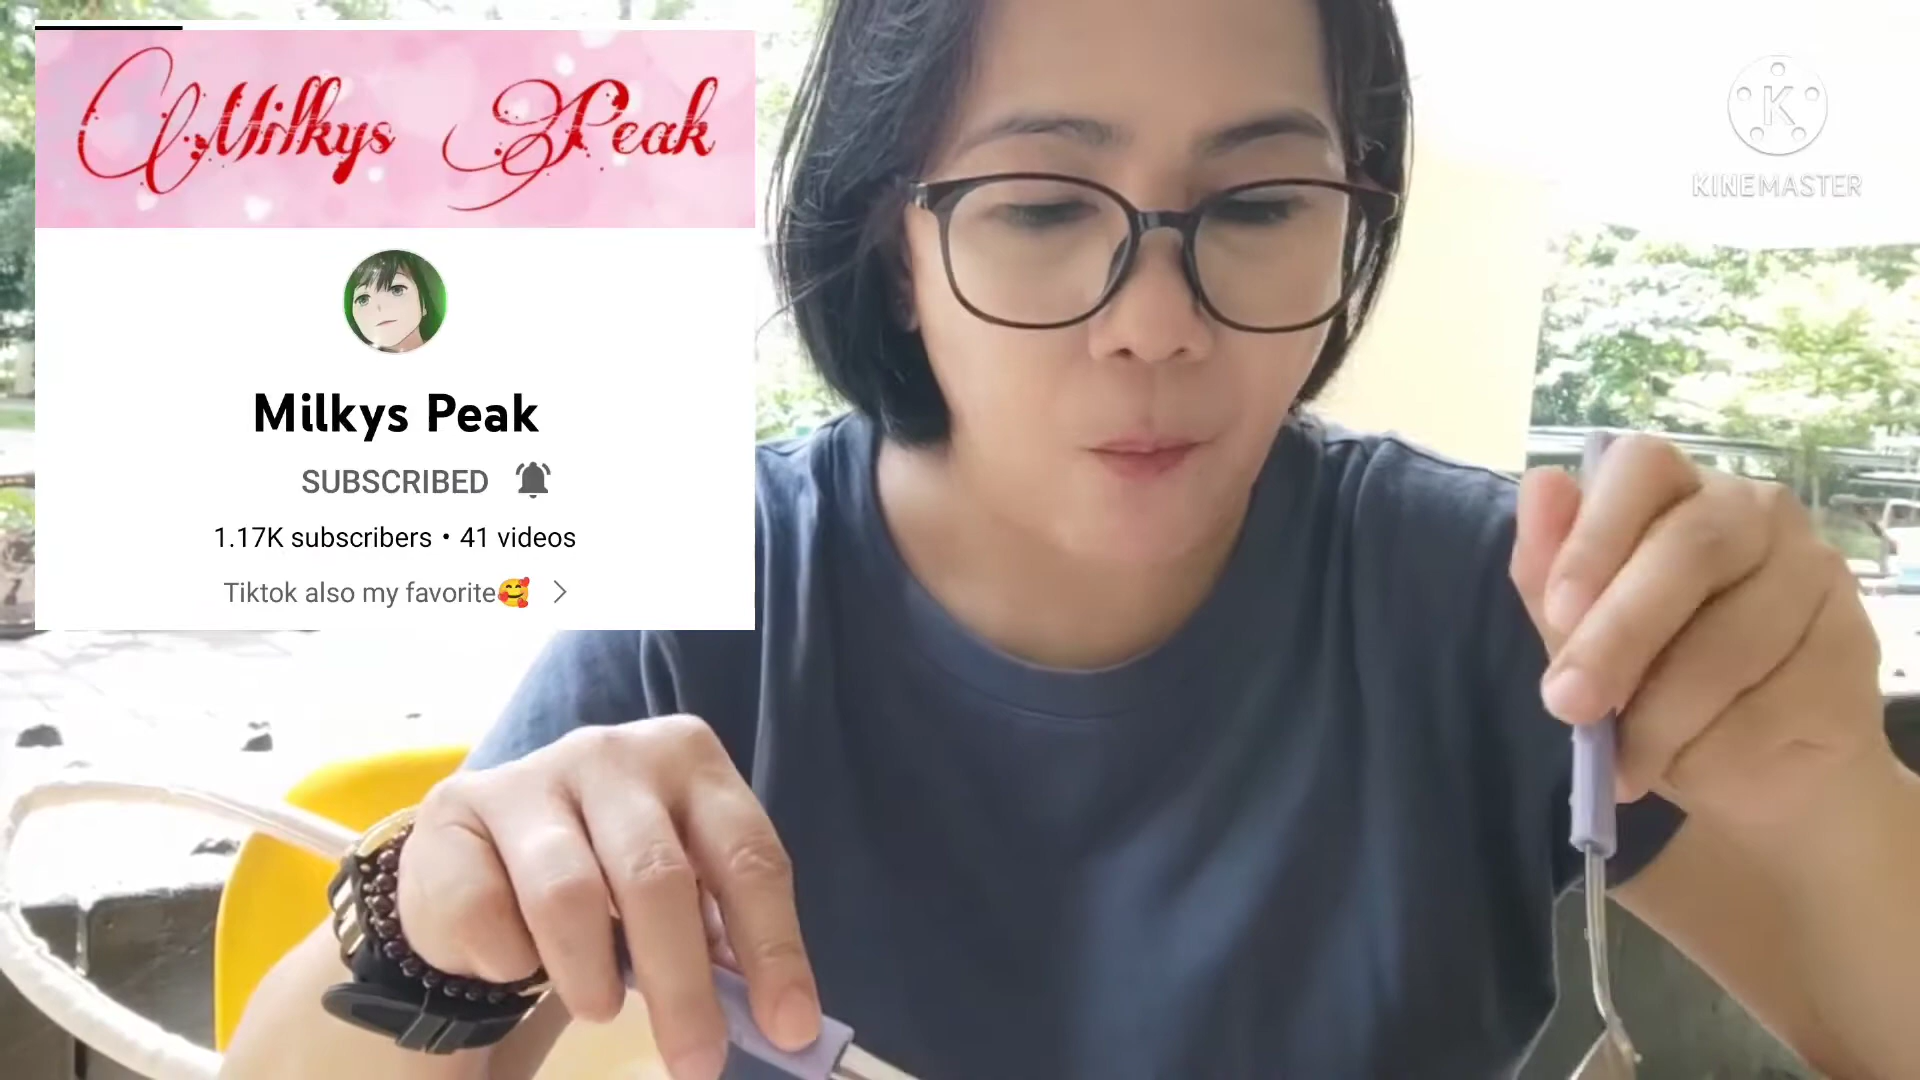 Milkys Peak
Milkys Peak
SUBSCRIBED
1.17K subscribers • 41 videos
Tiktok also my favorite🥰 >
K
KINEMASTER